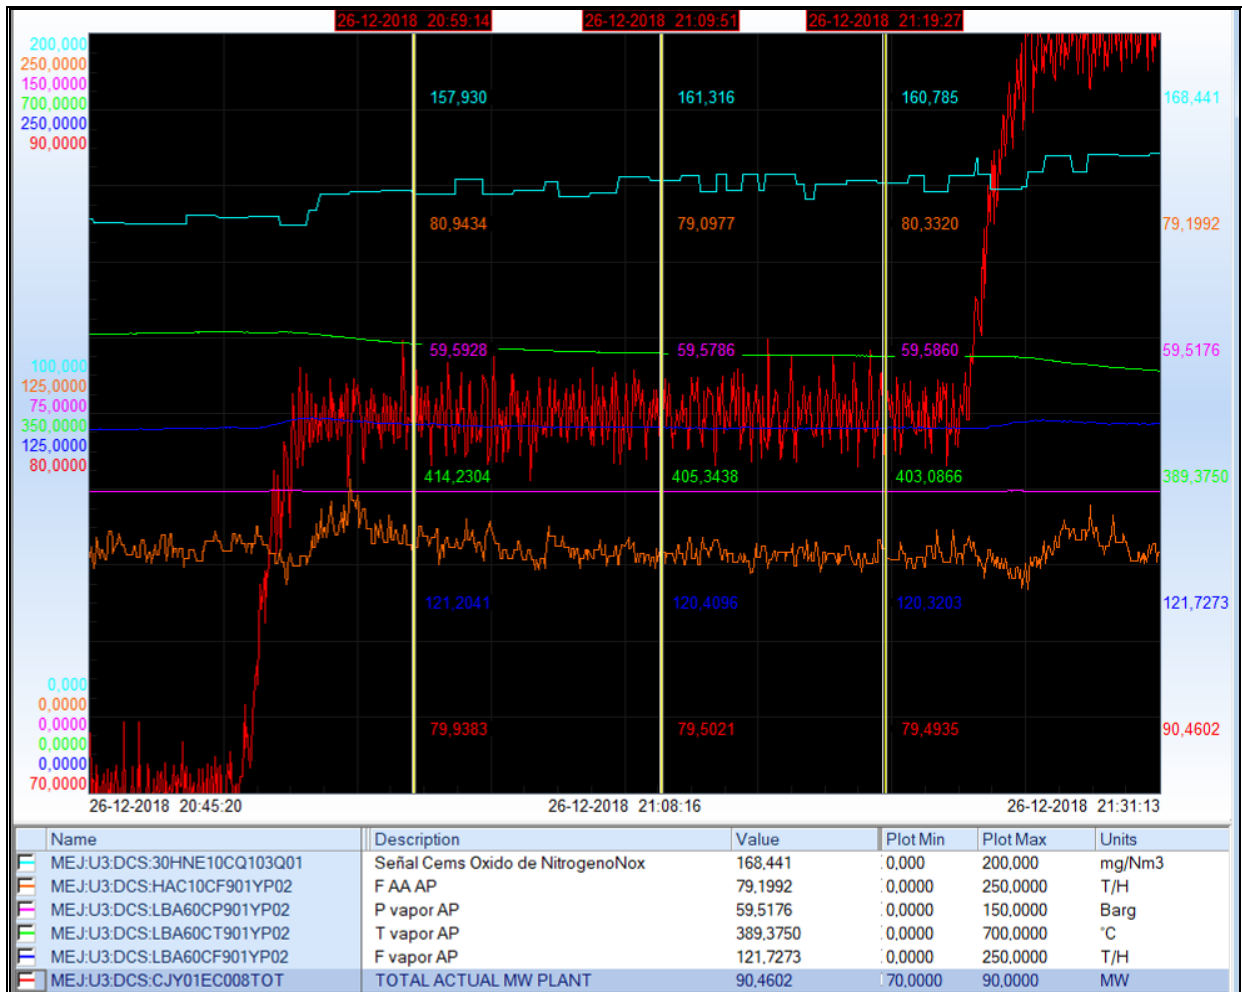 26-12-2018 20:59:14 26-12-2018 21:09:51 26-12-2018 21:19:27
200,000
250,0000
150,0000
700,0000
250,0000
90,0000
157,930 161,316 160,785 168,441
80,9434 79,0977 80,3320 79,1992
59,5928 59,5786 59,5860 59,5176
100,000
125,0000
75,0000
350,0000
125,0000
80,0000
414,2304 405,3438 403,0866 389,3750
121,2041 120,4096 120,3203 121,7273
0,000
0,0000
0,0000
0,0000
0,0000
70,0000
79,9383 79,5021 79,4935 90,4602
26-12-2018 20:45:20 26-12-2018 21:08:16 26-12-2018 21:31:13
Name Description Value Plot Min Plot Max Units
MEJ:U3:DCS:30HNE10CQ103Q01 Señal Cems Oxido de NitrogenoNox 168,441 0,000 200,000 mg/Nm3
MEJ:U3:DCS:HAC10CF901YP02 F AA AP 79,1992 0,0000 250,0000 T/H
MEJ:U3:DCS:LBA60CP901YP02 P vapor AP 59,5176 0,0000 150,0000 Barg
MEJ:U3:DCS:LBA60CT901YP02 T vapor AP 389,3750 0,0000 700,0000 °C
MEJ:U3:DCS:LBA60CF901YP02 F vapor AP 121,7273 0,0000 250,0000 T/H
MEJ:U3:DCS:CJY01EC008TOT TOTAL ACTUAL MW PLANT 90,4602 70,0000 90,0000 MW